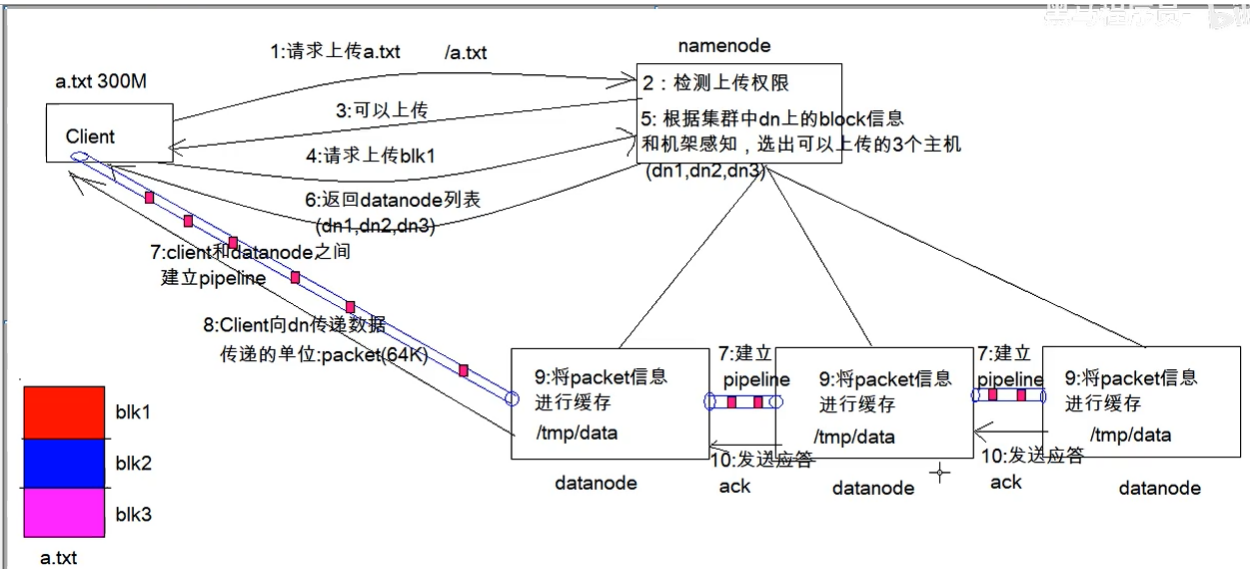 1:请求上传a.txt
/a.txt
namenode
a.txt 300M
2：检测上传权限
3:可以上传
Client
5: 根据集群中dn上的block信息
和机架感知，选出可以上传的3个主机
(dn1,dn2,dn3)
4:请求上传blk1
6:返回datanode列表
(dn1,dn2,dn3)
7:client和datanode之间
建立pipeline
8:Client向dn传递数据
传递的单位:packet(64K)
9:将packet信息
进行缓存
/tmp/data
datanode
7:建立
pipeline
10:发送应答
ack
9:将packet信息
进行缓存
/tmp/data
datanode
7:建立
pipeline
10:发送应答
ack
9:将packet信息
进行缓存
/tmp/data
datanode
blk1
blk2
blk3
a.txt